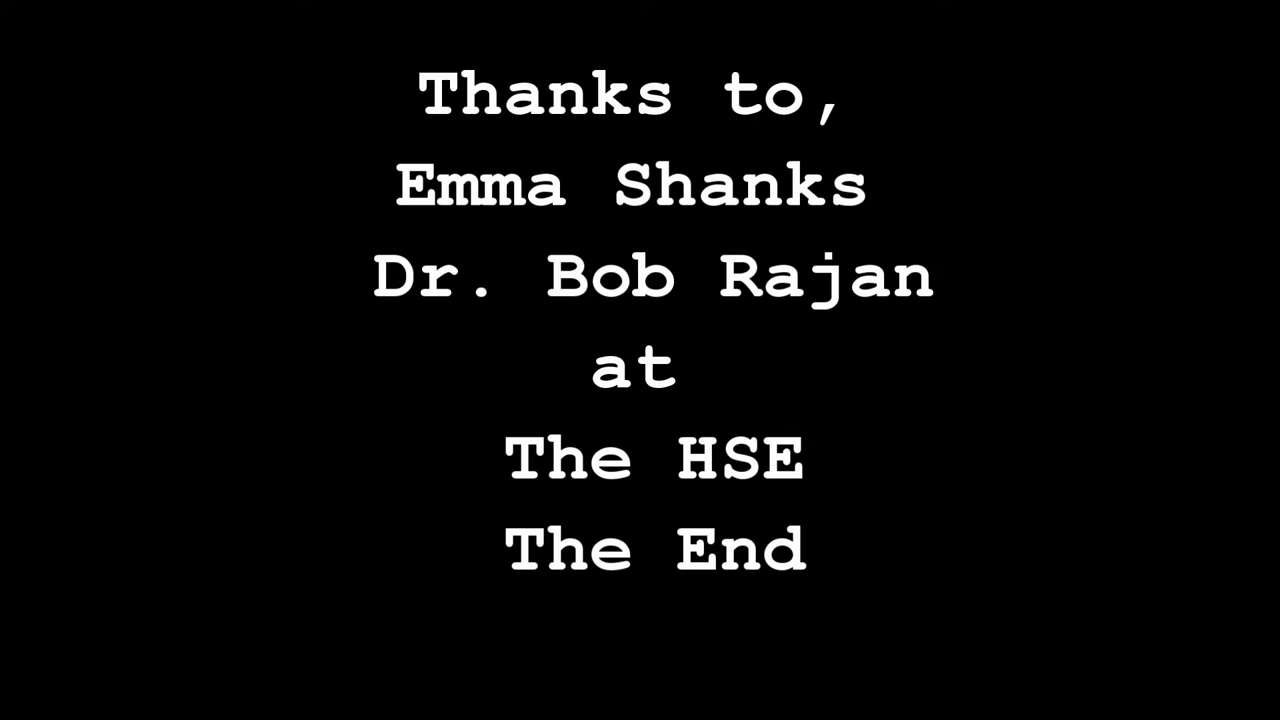 Thanks to,
Emma Shanks
Dr. Bob Rajan
at
The HSE
The End